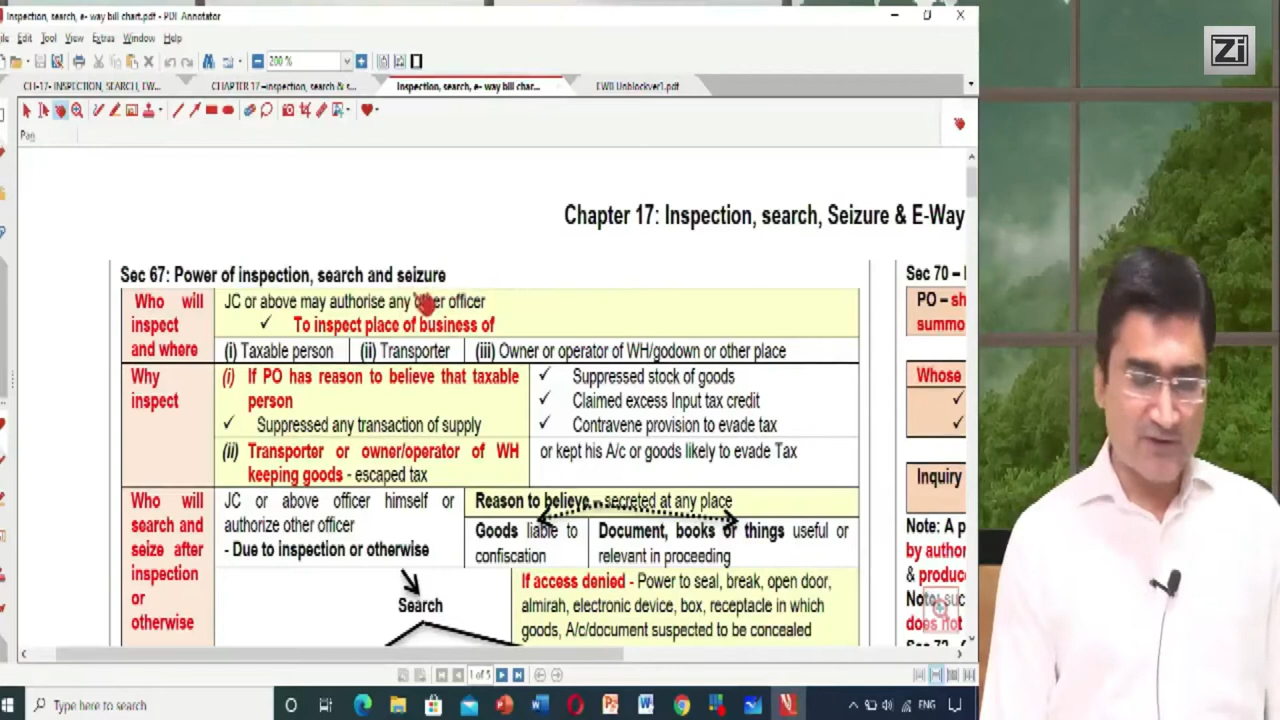 Inspection, search, e- way bill chart.pdf - PDF Annotator
Edit Tool View Extras Window Help
200 %
CH-17- INSPECTION, SEARCH, EW...
CHAPTER 17 –inspection, search & s...
Inspection, search, e- way bill char...
EWB Unblockver1.pdf
Pan
Zi
Chapter 17: Inspection, search, Seizure & E-Way
Sec 67: Power of inspection, search and seizure
Who will inspect and where
JC or above may authorise any other officer
✓ To inspect place of business of
(i) Taxable person
(ii) Transporter
(iii) Owner or operator of WH/godown or other place
Why inspect
(i) If PO has reason to believe that taxable person
✓ Suppressed any transaction of supply
✓ Suppressed stock of goods
✓ Claimed excess Input tax credit
✓ Contravene provision to evade tax
(ii) Transporter or owner/operator of WH keeping goods - escaped tax
or kept his A/c or goods likely to evade Tax
Who will search and seize after inspection or otherwise
JC or above officer himself or authorize other officer
- Due to inspection or otherwise
Reason to believe - secreted at any place
Goods liable to confiscation
Document, books or things useful or relevant in proceeding
Search
If access denied - Power to seal, break, open door,
almirah, electronic device, box, receptacle in which
goods, A/c/document suspected to be concealed
Sec 70 –
PO – sh
summo
Whose
✓
✓
Inquiry
Note: A p
by author
& produce
Note: suc
does not
1 of 5
Type here to search
ENG